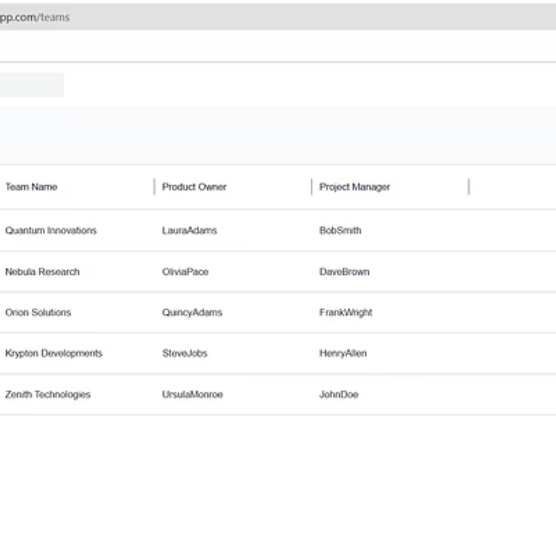 pp.com/teams
Team Name Product Owner Project Manager
Quantum Innovations LauraAdams BobSmith
Nebula Research OliviaPace DaveBrown
Orion Solutions QuincyAdams FrankWright
Krypton Developments SteveJobs HenryAllen
Zenith Technologies UrsulaMonroe JohnDoe